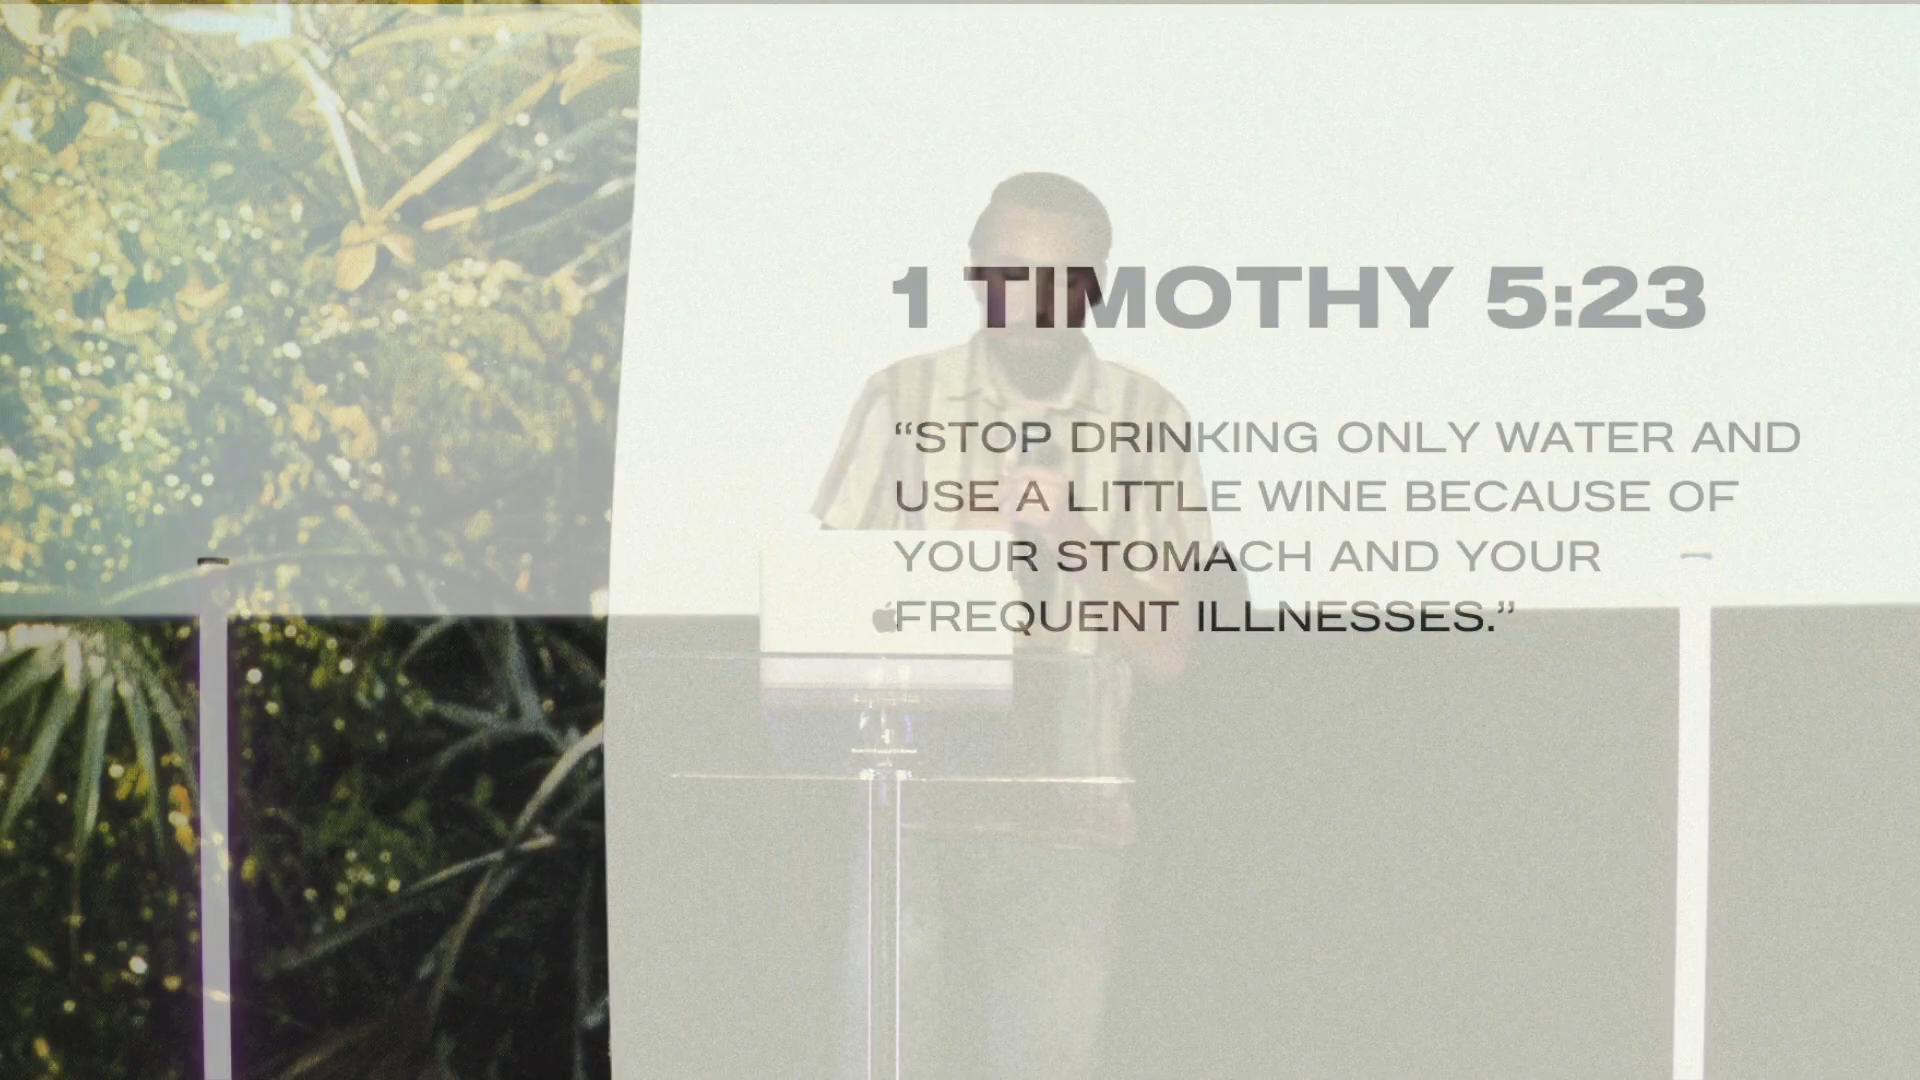 1 TIMOTHY 5:23
“STOP DRINKING ONLY WATER AND
USE A LITTLE WINE BECAUSE OF
YOUR STOMACH AND YOUR
FREQUENT ILLNESSES.”